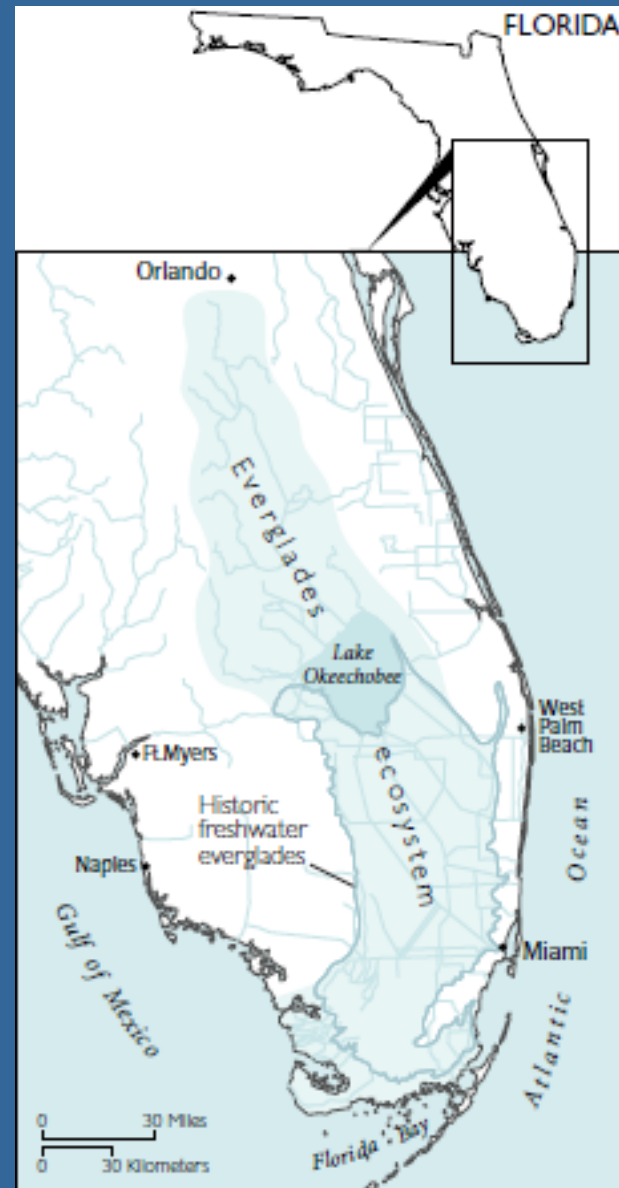 FLORIDA
Orlando
Everglades
Lake
Okeechobee
West
Palm
Beach
Ft.Myers
ecosystem
Historic
freshwater
everglades
Ocean
Naples
Gulf of Mexico
Miami
Atlantic
0 30 Miles
0 30 Kilometers
Florida Bay